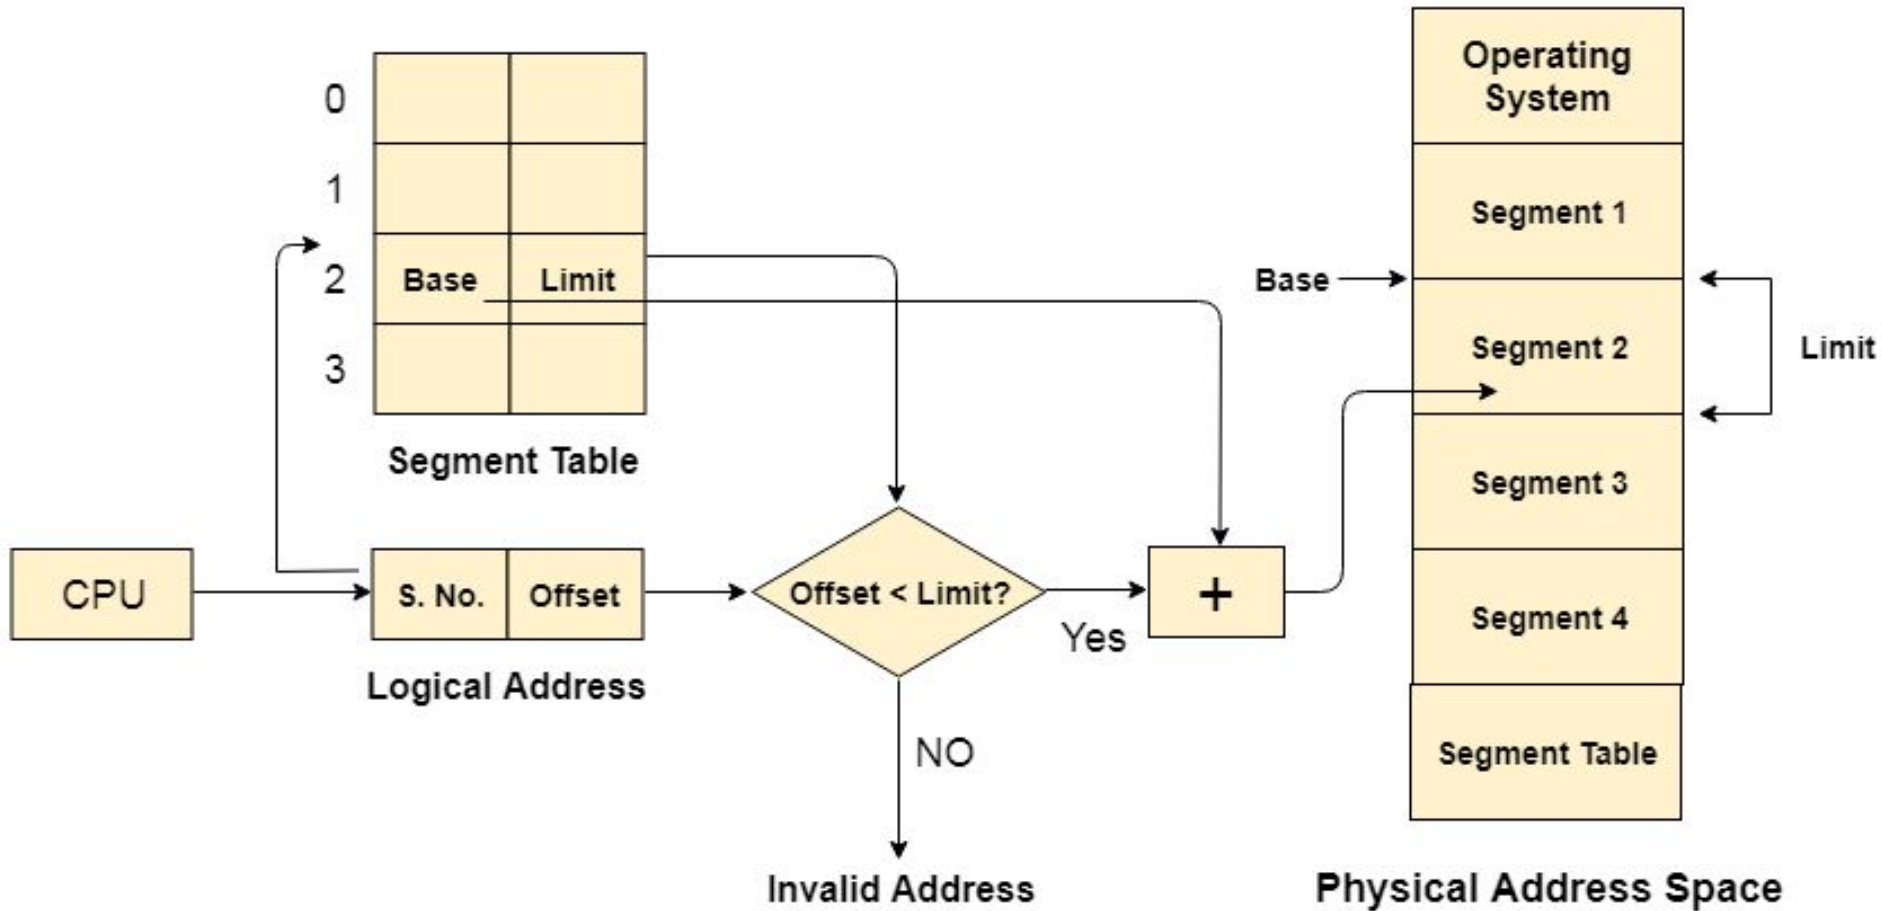 0
1
2
3
Base
Limit
Segment Table
CPU
S. No.
Offset
Logical Address
Offset < Limit?
Yes
+
NO
Invalid Address
Operating
System
Segment 1
Base
Segment 2
Limit
Segment 3
Segment 4
Segment Table
Physical Address Space